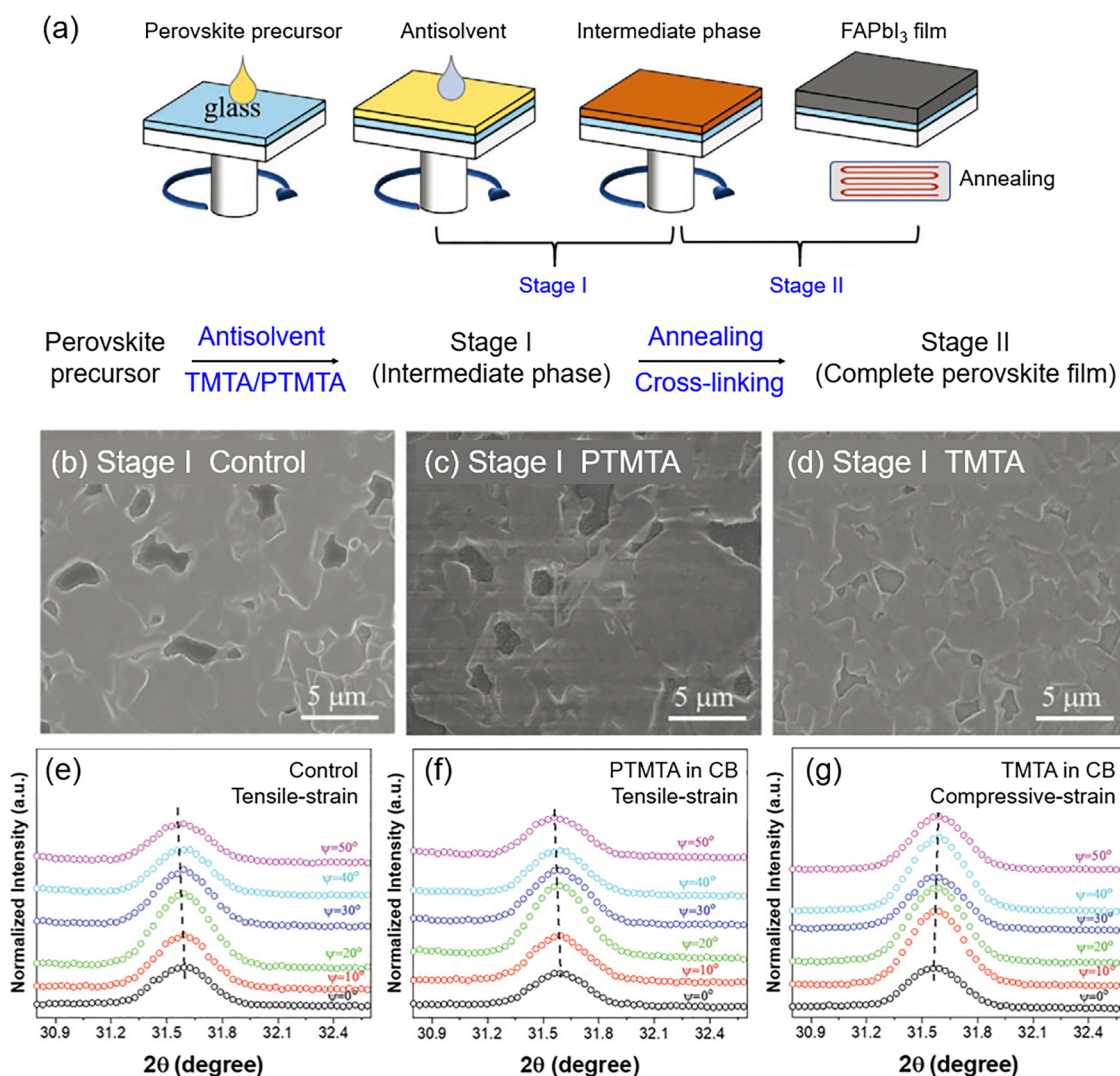 (a)
Perovskite precursor
Antisolvent
Intermediate phase
FAPbI₃ film
glass
Annealing
Stage I
Stage II
Perovskite
precursor
Antisolvent
TMTA/PTMTA
Stage I
(Intermediate phase)
Annealing
Cross-linking
Stage II
(Complete perovskite film)
(b) Stage I Control
5 μm
(c) Stage I PTMTA
5 μm
(d) Stage I TMTA
5 μm
(e)
Control
Tensile-strain
Normalized Intensity (a.u.)
ψ=50°
ψ=40°
ψ=30°
ψ=20°
ψ=10°
ψ=0°
30.9 31.2 31.5 31.8 32.1 32.4
2θ (degree)
(f)
PTMTA in CB
Tensile-strain
Normalized Intensity (a.u.)
ψ=50°
ψ=40°
ψ=30°
ψ=20°
ψ=10°
ψ=0°
30.9 31.2 31.5 31.8 32.1 32.4
2θ (degree)
(g)
TMTA in CB
Compressive-strain
Normalized Intensity (a.u.)
ψ=50°
ψ=40°
ψ=30°
ψ=20°
ψ=10°
ψ=0°
30.9 31.2 31.5 31.8 32.1 32.4
2θ (degree)